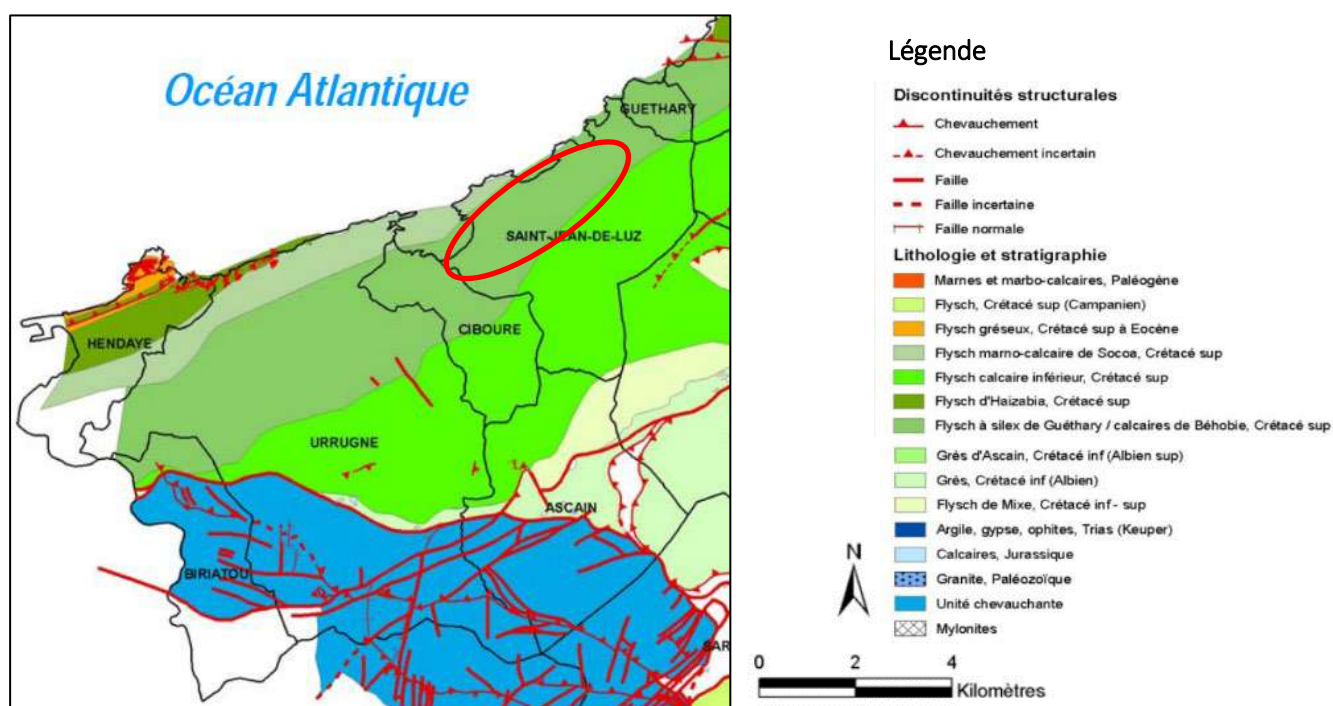 Océan Atlantique
GUETHARY
SAINT-JEAN-DE-LUZ
CIBOURE
HENDAYE
URRUGNE
ASCAIN
BIRIATOU
SAR
Légende
Discontinuités structurales
Chevauchement
Chevauchement incertain
Faille
Faille incertaine
Faille normale
Lithologie et stratigraphie
Marnes et marbo-calcaires, Paléogène
Flysch, Crétacé sup (Campanien)
Flysch gréseux, Crétacé sup à Eocène
Flysch marno-calcaire de Socoa, Crétacé sup
Flysch calcaire inférieur, Crétacé sup
Flysch d'Haizabia, Crétacé sup
Flysch à silex de Guéthary / calcaires de Béhobie, Crétacé sup
Grès d'Ascain, Crétacé inf (Albien sup)
Grès, Crétacé inf (Albien)
Flysch de Mixe, Crétacé inf - sup
Argile, gypse, ophites, Trias (Keuper)
Calcaires, Jurassique
Granite, Paléozoïque
Unité chevauchante
Mylonites
N
0 2 4
Kilomètres